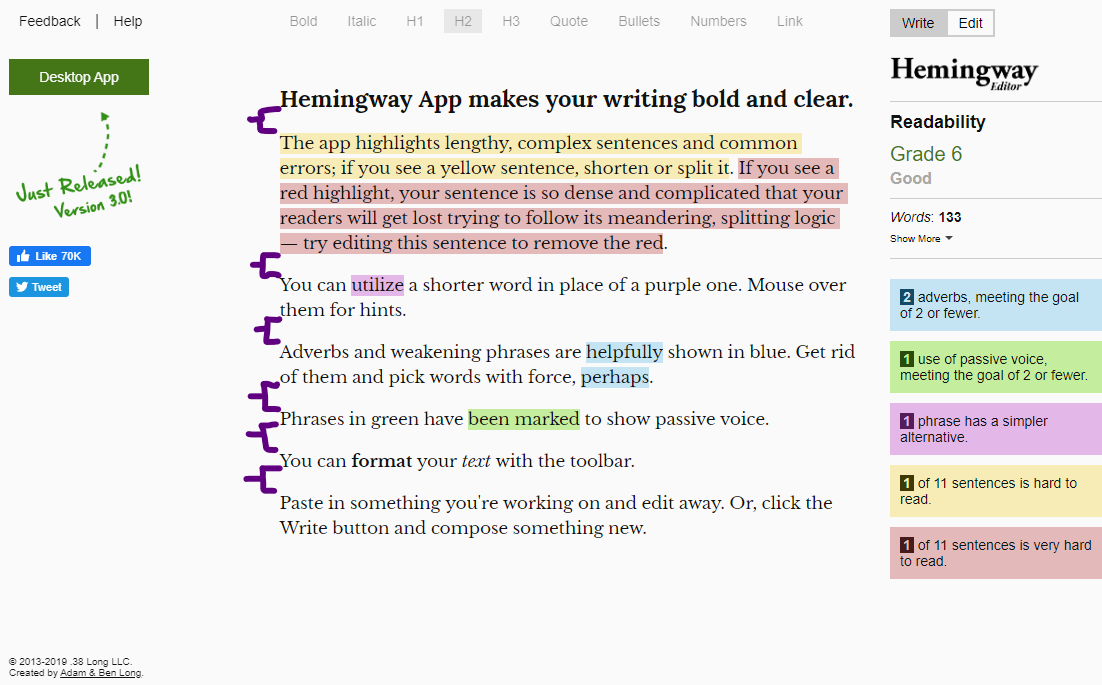 Feedback | Help
Bold Italic H1 H2 H3 Quote Bullets Numbers Link
Write Edit
Desktop App
Just Released!
Version 3.0!
Like 70K
Tweet
Hemingway App makes your writing bold and clear.
The app highlights lengthy, complex sentences and common
errors; if you see a yellow sentence, shorten or split it. If you see a
red highlight, your sentence is so dense and complicated that your
readers will get lost trying to follow its meandering, splitting logic
— try editing this sentence to remove the red.
You can utilize a shorter word in place of a purple one. Mouse over
them for hints.
Adverbs and weakening phrases are helpfully shown in blue. Get rid
of them and pick words with force, perhaps.
Phrases in green have been marked to show passive voice.
You can format your text with the toolbar.
Paste in something you're working on and edit away. Or, click the
Write button and compose something new.
Hemingway
Editor
Readability
Grade 6
Good
Words: 133
Show More
2 adverbs, meeting the goal
of 2 or fewer.
1 use of passive voice,
meeting the goal of 2 or fewer.
1 phrase has a simpler
alternative.
1 of 11 sentences is hard to
read.
1 of 11 sentences is very hard
to read.
© 2013-2019 .38 Long LLC.
Created by Adam & Ben Long.